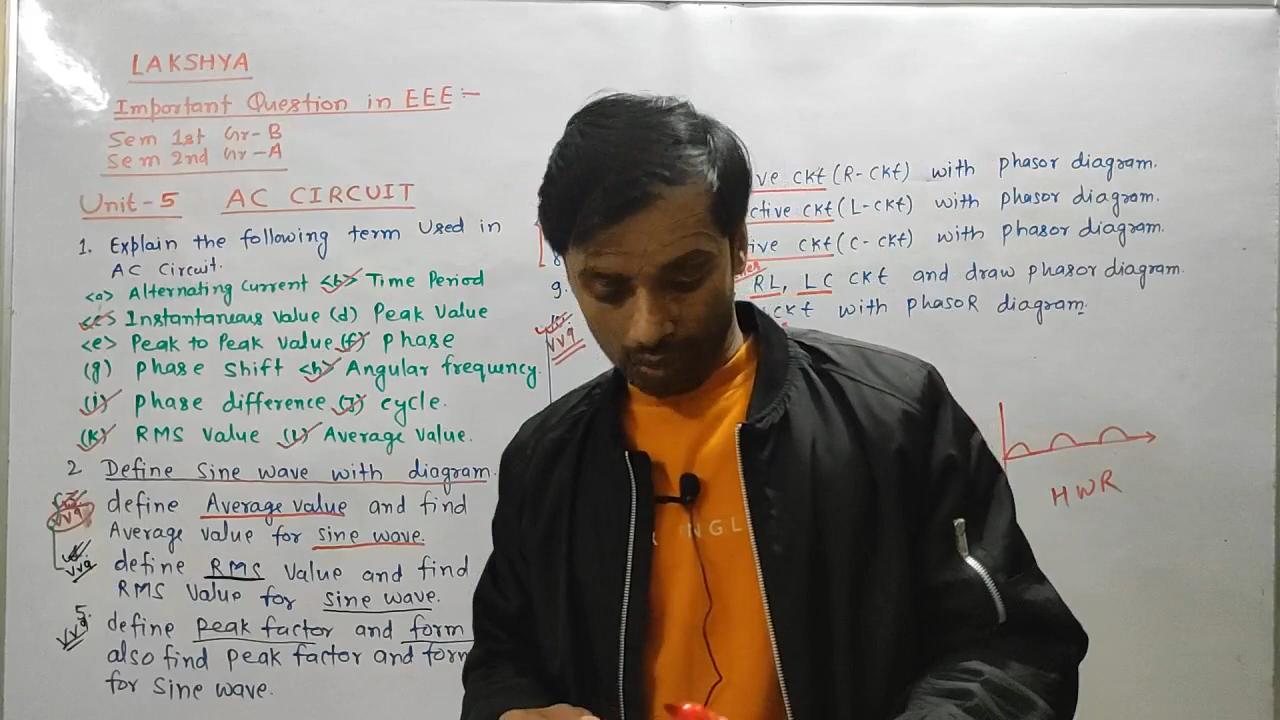 LAKSHYA
Important Question in EEE :-
Sem 1st Gr-B
Sem 2nd Gr-A
Unit-5 AC CIRCUIT
1. Explain the following term used in
AC Circuit.
<a> Alternating current <b> Time Period
<c> Instantaneous value (d) Peak Value
<e> Peak to Peak value (f) phase
(g) phase shift <h> Angular frequency.
(i) phase difference (J) cycle.
(k) RMS value (l) Average value.
2 Define Sine wave with diagram.
define Average value and find
Average value for sine wave.
define RMS value and find
RMS value for sine wave.
5. define peak factor and form
also find peak factor and form
for sine wave.
ve ckt (R-ckt) with phasor diagram.
ctive ckt (L-ckt) with phasor diagram.
ive ckt (C-ckt) with phasor diagram.
9. RL, LC ckt and draw phasor diagram.
ckt with phasoR diagram.
VVI
HWR
NGL